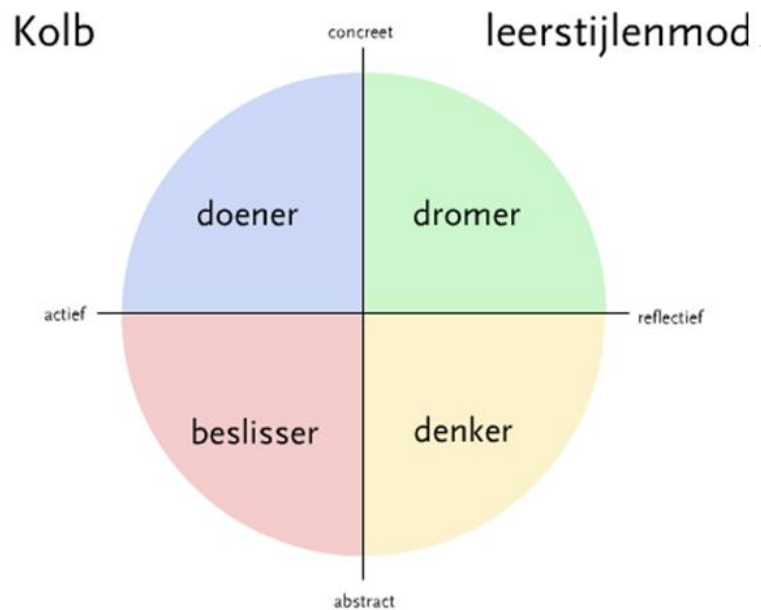 Kolb
leerstijlenmod
concreet
doener
dromer
actief
reflectief
beslisser
denker
abstract